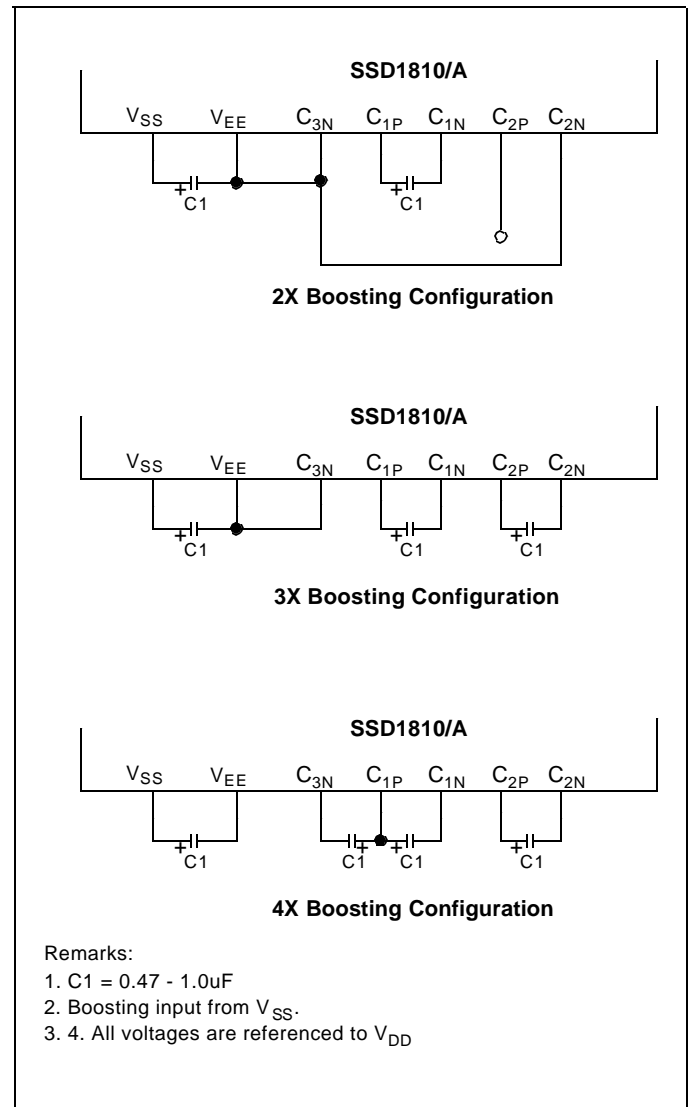 SSD1810/A
VSS VEE C3N C1P C1N C2P C2N
+ C1 + C1
2X Boosting Configuration
SSD1810/A
VSS VEE C3N C1P C1N C2P C2N
+ C1 + C1 + C1
3X Boosting Configuration
SSD1810/A
VSS VEE C3N C1P C1N C2P C2N
+ C1 C1 + + C1 + C1
4X Boosting Configuration
Remarks:
1. C1 = 0.47 - 1.0uF
2. Boosting input from VSS.
3. 4. All voltages are referenced to VDD